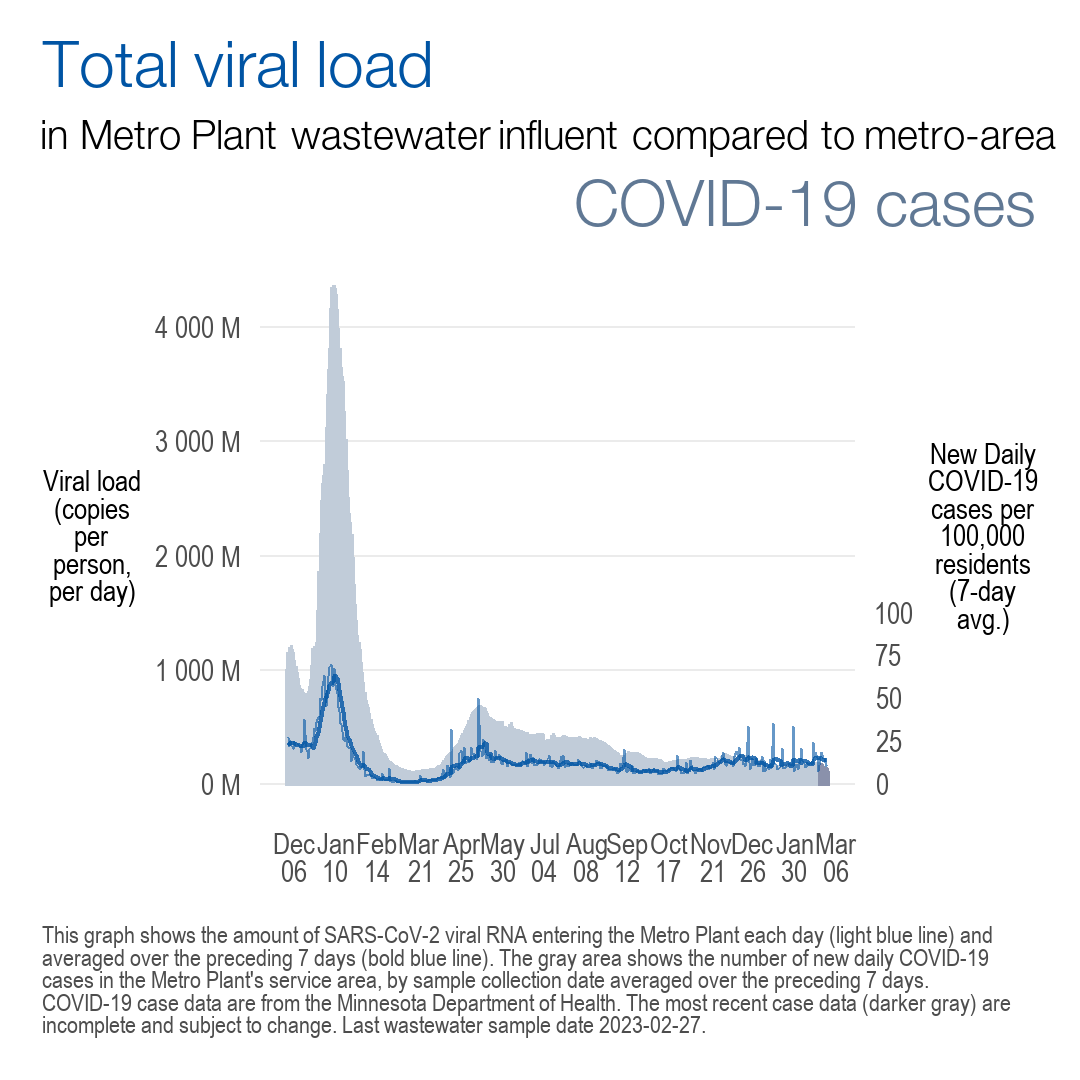 Total viral load
in Metro Plant wastewater influent compared to metro-area
COVID-19 cases
4 000 M
3 000 M
2 000 M
1 000 M
0 M
Viral load
(copies
per
person,
per day)
New Daily
COVID-19
cases per
100,000
residents
(7-day
avg.)
100
75
50
25
0
Dec Jan Feb Mar Apr May Jul Aug Sep Oct Nov Dec Jan Mar
06 10 14 21 25 30 04 08 12 17 21 26 30 06
This graph shows the amount of SARS-CoV-2 viral RNA entering the Metro Plant each day (light blue line) and
averaged over the preceding 7 days (bold blue line). The gray area shows the number of new daily COVID-19
cases in the Metro Plant's service area, by sample collection date averaged over the preceding 7 days.
COVID-19 case data are from the Minnesota Department of Health. The most recent case data (darker gray) are
incomplete and subject to change. Last wastewater sample date 2023-02-27.